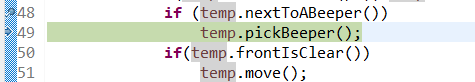 48 if (temp.nextToABeeper())
49 temp.pickBeeper();
50 if(temp.frontIsClear())
51 temp.move();